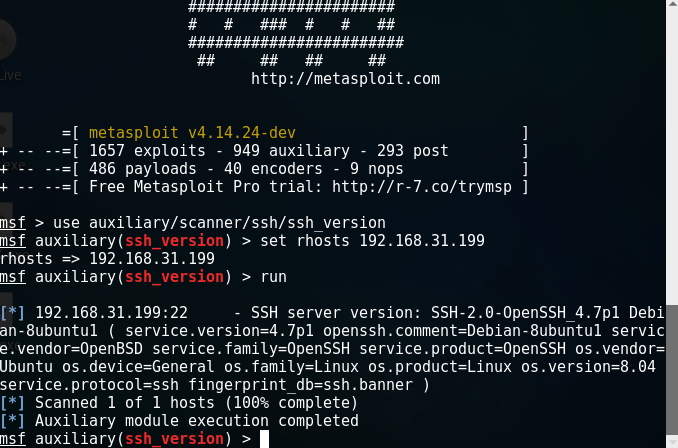 #######################
#   #   ###  #   #   ##
########################
 ##     ##   ##     ##
http://metasploit.com
Live
=[ metasploit v4.14.24-dev                         ]
+ -- --=[ 1657 exploits - 949 auxiliary - 293 post        ]
+ -- --=[ 486 payloads - 40 encoders - 9 nops             ]
+ -- --=[ Free Metasploit Pro trial: http://r-7.co/trymsp ]
.exe
msf > use auxiliary/scanner/ssh/ssh_version
msf auxiliary(ssh_version) > set rhosts 192.168.31.199
rhosts => 192.168.31.199
msf auxiliary(ssh_version) > run
[*] 192.168.31.199:22     - SSH server version: SSH-2.0-OpenSSH_4.7p1 Debi
an-8ubuntu1 ( service.version=4.7p1 openssh.comment=Debian-8ubuntu1 servic
e.vendor=OpenBSD service.family=OpenSSH service.product=OpenSSH os.vendor=
Ubuntu os.device=General os.family=Linux os.product=Linux os.version=8.04
service.protocol=ssh fingerprint_db=ssh.banner )
[*] Scanned 1 of 1 hosts (100% complete)
[*] Auxiliary module execution completed
msf auxiliary(ssh_version) >